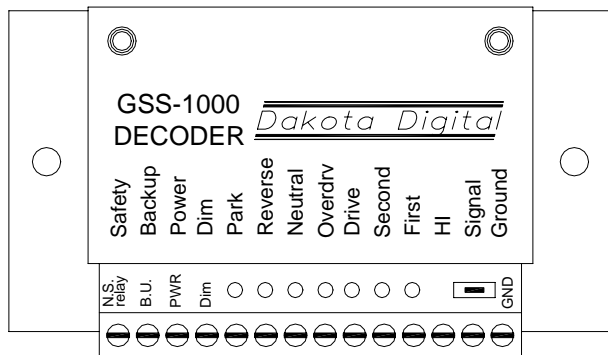 GSS-1000
DECODER
Dakota Digital
Safety
Backup
Power
Dim
Park
Reverse
Neutral
Overdrv
Drive
Second
First
HI
Signal
Ground
N.S.
relay
B.U.
PWR
Dim
GND